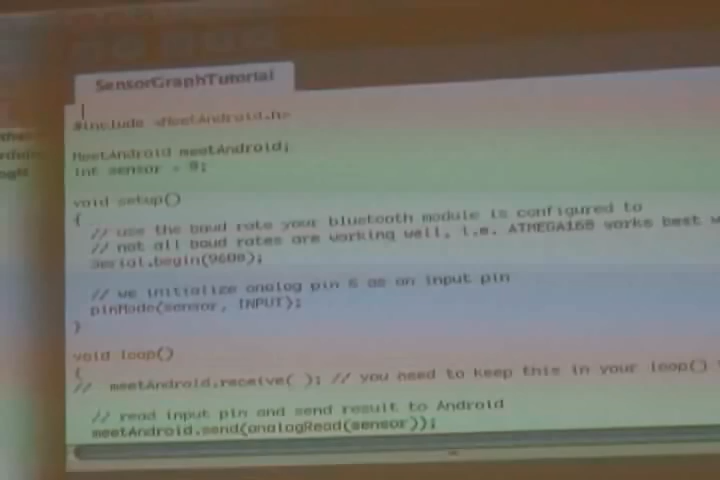 SensorGraphTutorial
#include <MeetAndroid.h>
MeetAndroid meetAndroid;
int sensor = 0;
void setup()
{
// use the baud rate your bluetooth module is configured to
// not all baud rates are working well, i.e. ATMEGA168 works best
Serial.begin(9600);
// we initialize analog pin 5 as an input pin
pinMode(sensor, INPUT);
}
void loop()
{
// meetAndroid.receive( ); // you need to keep this in your loop()
// read input pin and send result to Android
meetAndroid.send(analogRead(sensor));